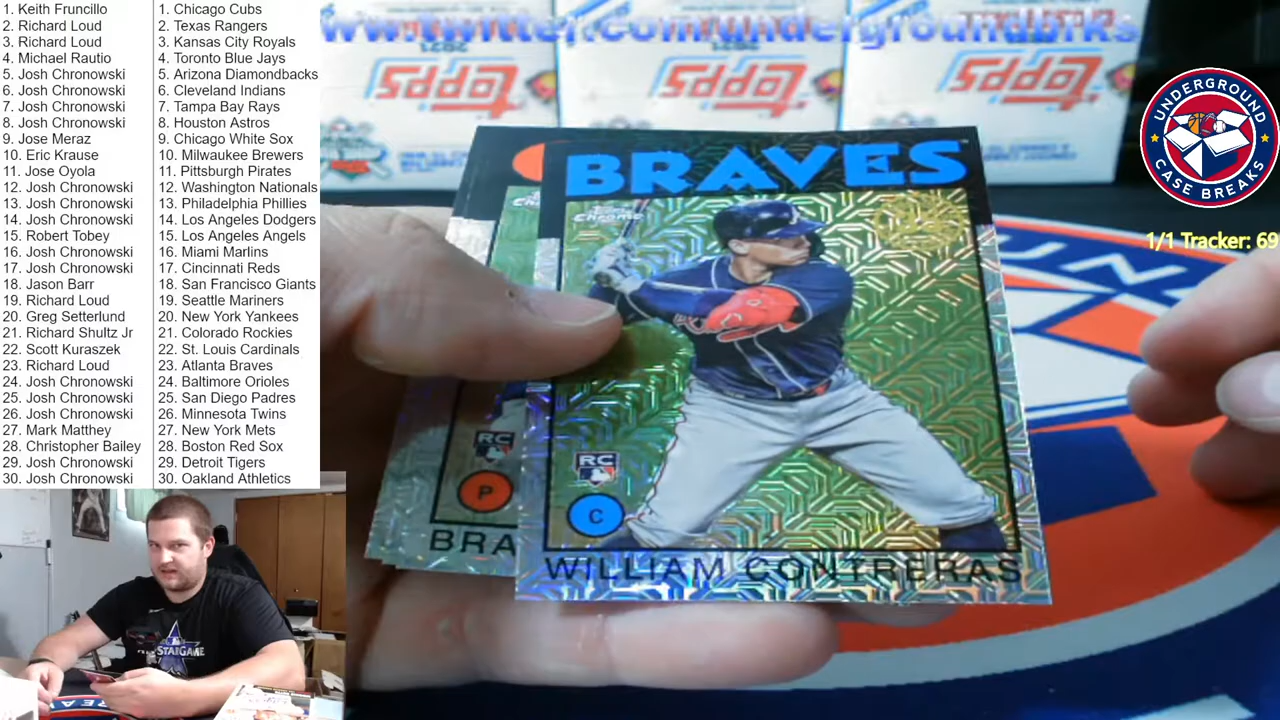 1. Keith Fruncillo
2. Richard Loud
3. Richard Loud
4. Michael Rautio
5. Josh Chronowski
6. Josh Chronowski
7. Josh Chronowski
8. Josh Chronowski
9. Jose Meraz
10. Eric Krause
11. Jose Oyola
12. Josh Chronowski
13. Josh Chronowski
14. Josh Chronowski
15. Robert Tobey
16. Josh Chronowski
17. Josh Chronowski
18. Jason Barr
19. Richard Loud
20. Greg Setterlund
21. Richard Shultz Jr
22. Scott Kuraszek
23. Richard Loud
24. Josh Chronowski
25. Josh Chronowski
26. Josh Chronowski
27. Mark Matthey
28. Christopher Bailey
29. Josh Chronowski
30. Josh Chronowski
1. Chicago Cubs
2. Texas Rangers
3. Kansas City Royals
4. Toronto Blue Jays
5. Arizona Diamondbacks
6. Cleveland Indians
7. Tampa Bay Rays
8. Houston Astros
9. Chicago White Sox
10. Milwaukee Brewers
11. Pittsburgh Pirates
12. Washington Nationals
13. Philadelphia Phillies
14. Los Angeles Dodgers
15. Los Angeles Angels
16. Miami Marlins
17. Cincinnati Reds
18. San Francisco Giants
19. Seattle Mariners
20. New York Yankees
21. Colorado Rockies
22. St. Louis Cardinals
23. Atlanta Braves
24. Baltimore Orioles
25. San Diego Padres
26. Minnesota Twins
27. New York Mets
28. Boston Red Sox
29. Detroit Tigers
30. Oakland Athletics
www.twitter.com/undergroundbrks
2021 2021
Topps Topps Topps
BRAVES
Topps
Chrome
RC
C
WILLIAM CONTRERAS
RC
P
BRA
UNDERGROUND
CASE BREAKS
1/1 Tracker: 69
UN
STARGAME